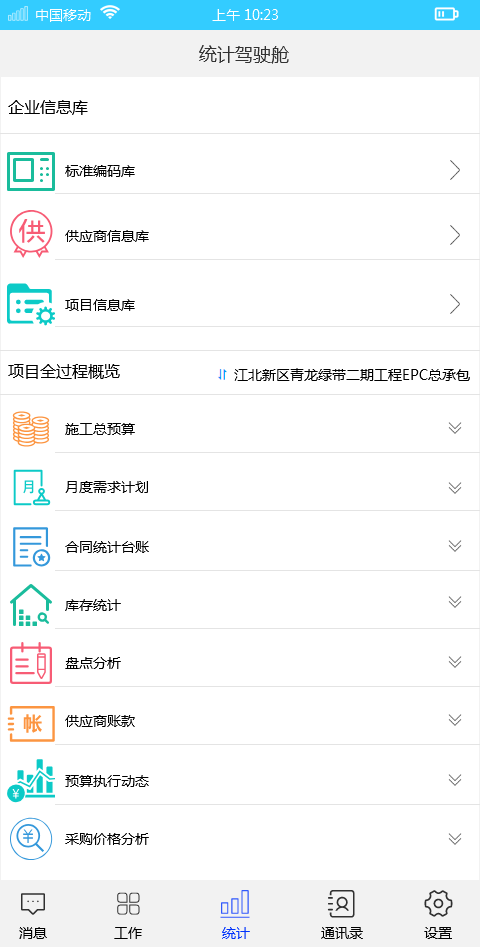 中国移动 上午 10:23
统计驾驶舱
企业信息库
标准编码库
供
供应商信息库
项目信息库
项目全过程概览 江北新区青龙绿带二期工程EPC总承包
施工总预算
月
月度需求计划
合同统计台账
库存统计
盘点分析
帐
供应商账款
¥
预算执行动态
¥
采购价格分析
消息 工作 统计 通讯录 设置